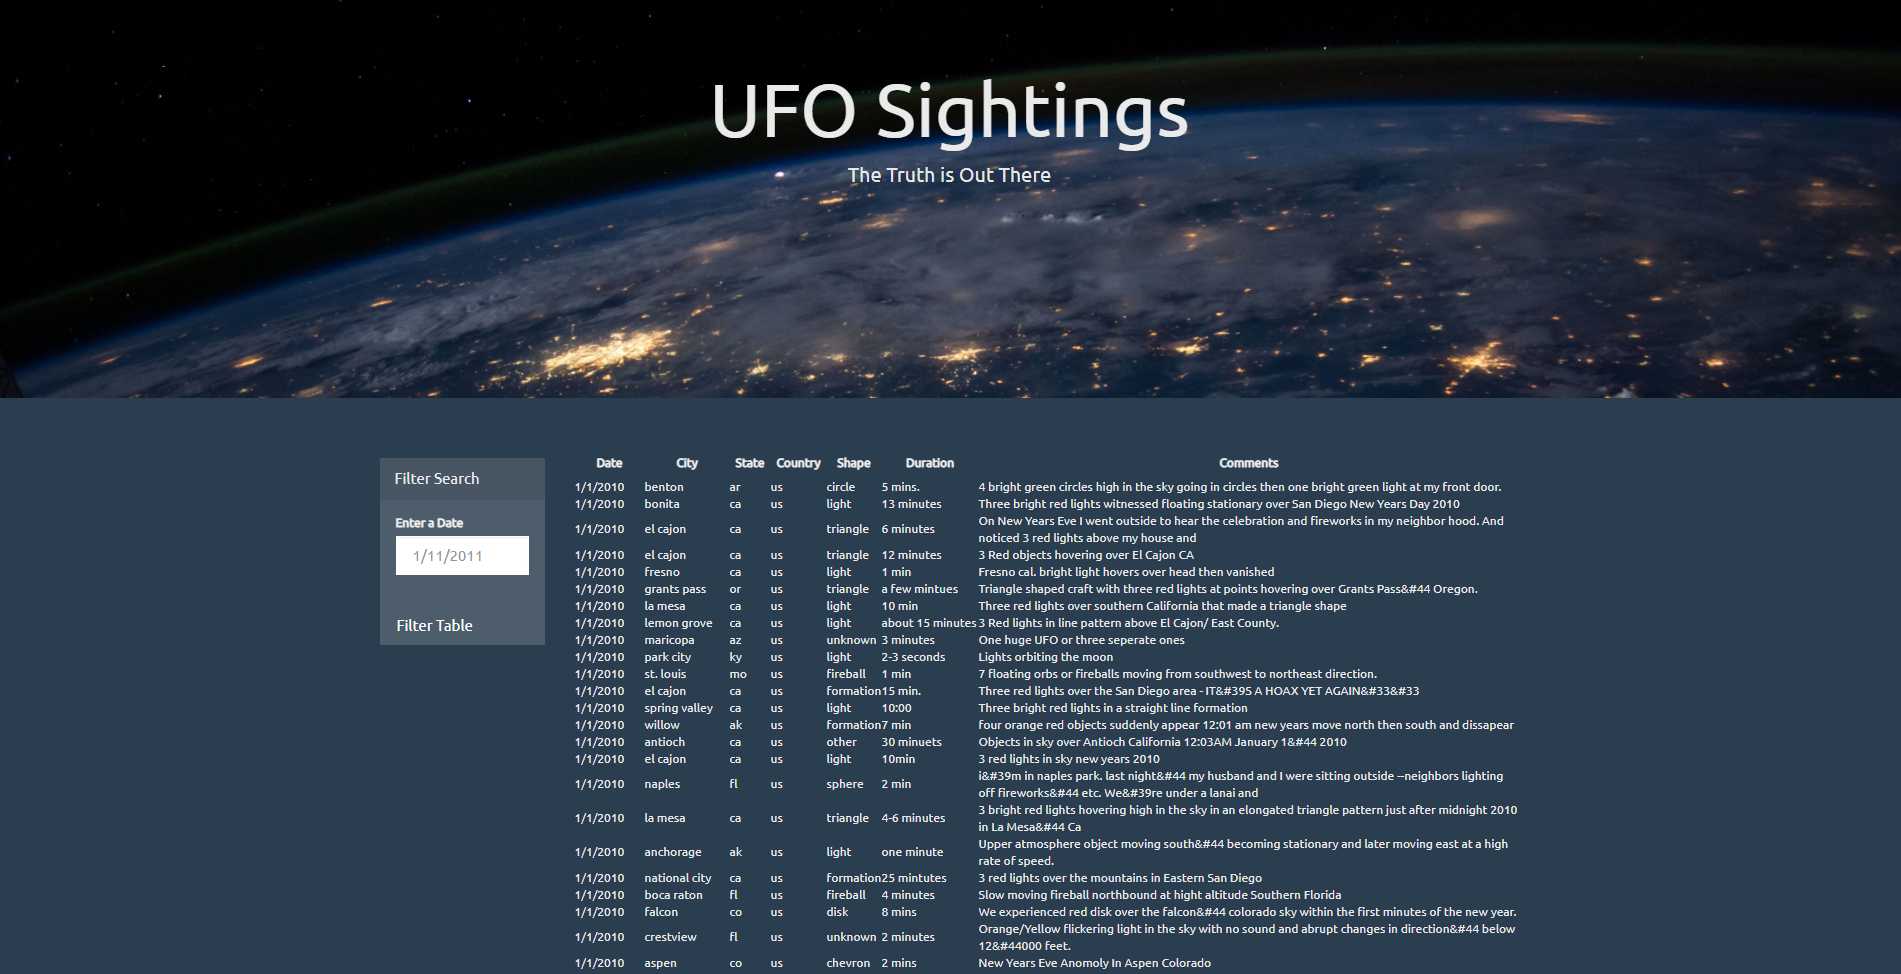 UFO Sightings
The Truth is Out There
Filter Search
Enter a Date
1/11/2011
Filter Table
Date City State Country Shape Duration Comments
1/1/2010 benton ar us circle 5 mins. 4 bright green circles high in the sky going in circles then one bright green light at my front door.
1/1/2010 bonita ca us light 13 minutes Three bright red lights witnessed floating stationary over San Diego New Years Day 2010
1/1/2010 el cajon ca us triangle 6 minutes On New Years Eve I went outside to hear the celebration and fireworks in my neighbor hood. And
noticed 3 red lights above my house and
1/1/2010 el cajon ca us triangle 12 minutes 3 Red objects hovering over El Cajon CA
1/1/2010 fresno ca us light 1 min Fresno cal. bright light hovers over head then vanished
1/1/2010 grants pass or us triangle a few mintues Triangle shaped craft with three red lights at points hovering over Grants Pass&#44 Oregon.
1/1/2010 la mesa ca us light 10 min Three red lights over southern California that made a triangle shape
1/1/2010 lemon grove ca us light about 15 minutes 3 Red lights in line pattern above El Cajon/ East County.
1/1/2010 maricopa az us unknown 3 minutes One huge UFO or three seperate ones
1/1/2010 park city ky us light 2-3 seconds Lights orbiting the moon
1/1/2010 st. louis mo us fireball 1 min 7 floating orbs or fireballs moving from southwest to northeast direction.
1/1/2010 el cajon ca us formation 15 min. Three red lights over the San Diego area - IT&#39S A HOAX YET AGAIN&#33&#33
1/1/2010 spring valley ca us light 10:00 Three bright red lights in a straight line formation
1/1/2010 willow ak us formation 7 min four orange red objects suddenly appear 12:01 am new years move north then south and dissapear
1/1/2010 antioch ca us other 30 minuets Objects in sky over Antioch California 12:03AM January 1&#44 2010
1/1/2010 el cajon ca us light 10min 3 red lights in sky new years 2010
1/1/2010 naples fl us sphere 2 min i&#39m in naples park. last night&#44 my husband and I were sitting outside --neighbors lighting
off fireworks&#44 etc. We&#39re under a lanai and
1/1/2010 la mesa ca us triangle 4-6 minutes 3 bright red lights hovering high in the sky in an elongated triangle pattern just after midnight 2010
in La Mesa&#44 Ca
1/1/2010 anchorage ak us light one minute Upper atmosphere object moving south&#44 becoming stationary and later moving east at a high
rate of speed.
1/1/2010 national city ca us formation 25 mintutes 3 red lights over the mountains in Eastern San Diego
1/1/2010 boca raton fl us fireball 4 minutes Slow moving fireball northbound at hight altitude Southern Florida
1/1/2010 falcon co us disk 8 mins We experienced red disk over the falcon&#44 colorado sky within the first minutes of the new year.
1/1/2010 crestview fl us unknown 2 minutes Orange/Yellow flickering light in the sky with no sound and abrupt changes in direction&#44 below
12&#44000 feet.
1/1/2010 aspen co us chevron 2 mins New Years Eve Anomoly In Aspen Colorado